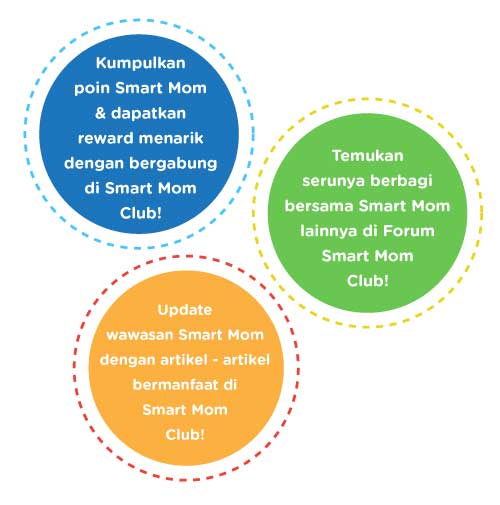 Kumpulkan
poin Smart Mom
& dapatkan
reward menarik
dengan bergabung
di Smart Mom
Club!
Temukan
serunya berbagi
bersama Smart Mom
lainnya di Forum
Smart Mom
Club!
Update
wawasan Smart Mom
dengan artikel - artikel
bermanfaat di
Smart Mom
Club!